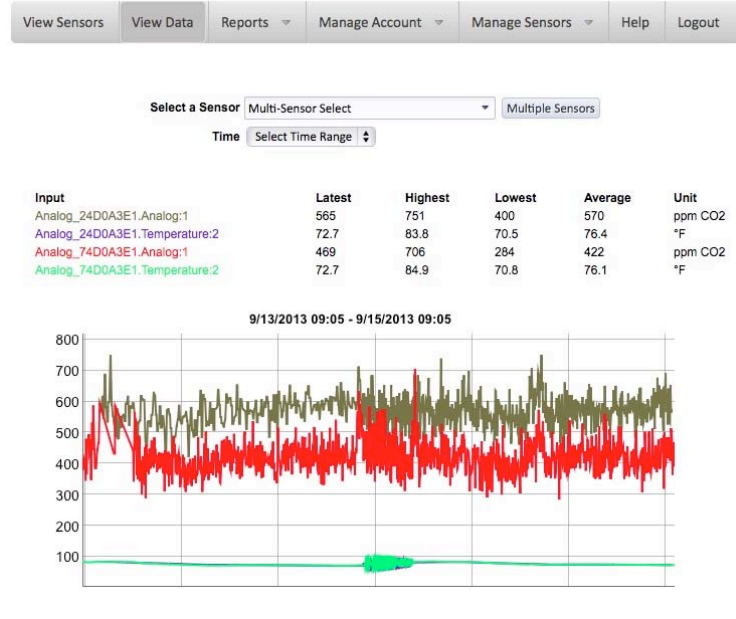 View Sensors View Data Reports Manage Account Manage Sensors Help Logout
Select a Sensor Multi-Sensor Select Multiple Sensors
Time Select Time Range
Input Latest Highest Lowest Average Unit
Analog_24D0A3E1.Analog:1 565 751 400 570 ppm CO2
Analog_24D0A3E1.Temperature:2 72.7 83.8 70.5 76.4 °F
Analog_74D0A3E1.Analog:1 469 706 284 422 ppm CO2
Analog_74D0A3E1.Temperature:2 72.7 84.9 70.8 76.1 °F
9/13/2013 09:05 - 9/15/2013 09:05
800
700
600
500
400
300
200
100